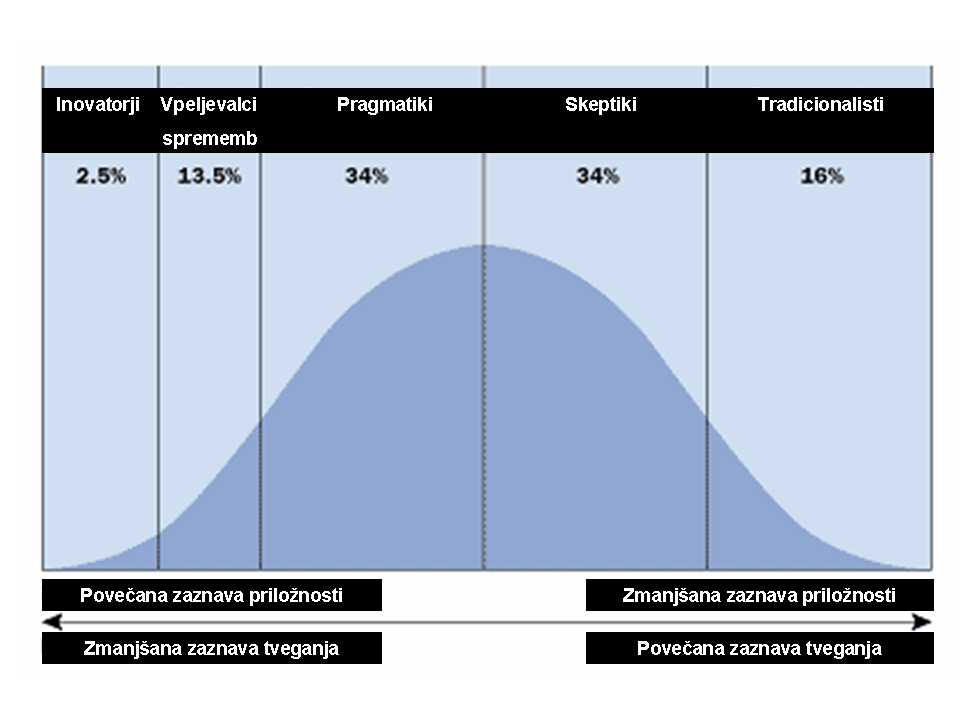 Inovatorji
Vpeljevalci
sprememb
Pragmatiki
Skeptiki
Tradicionalisti
2.5%
13.5%
34%
34%
16%
Povečana zaznava priložnosti
Zmanjšana zaznava priložnosti
Zmanjšana zaznava tveganja
Povečana zaznava tveganja